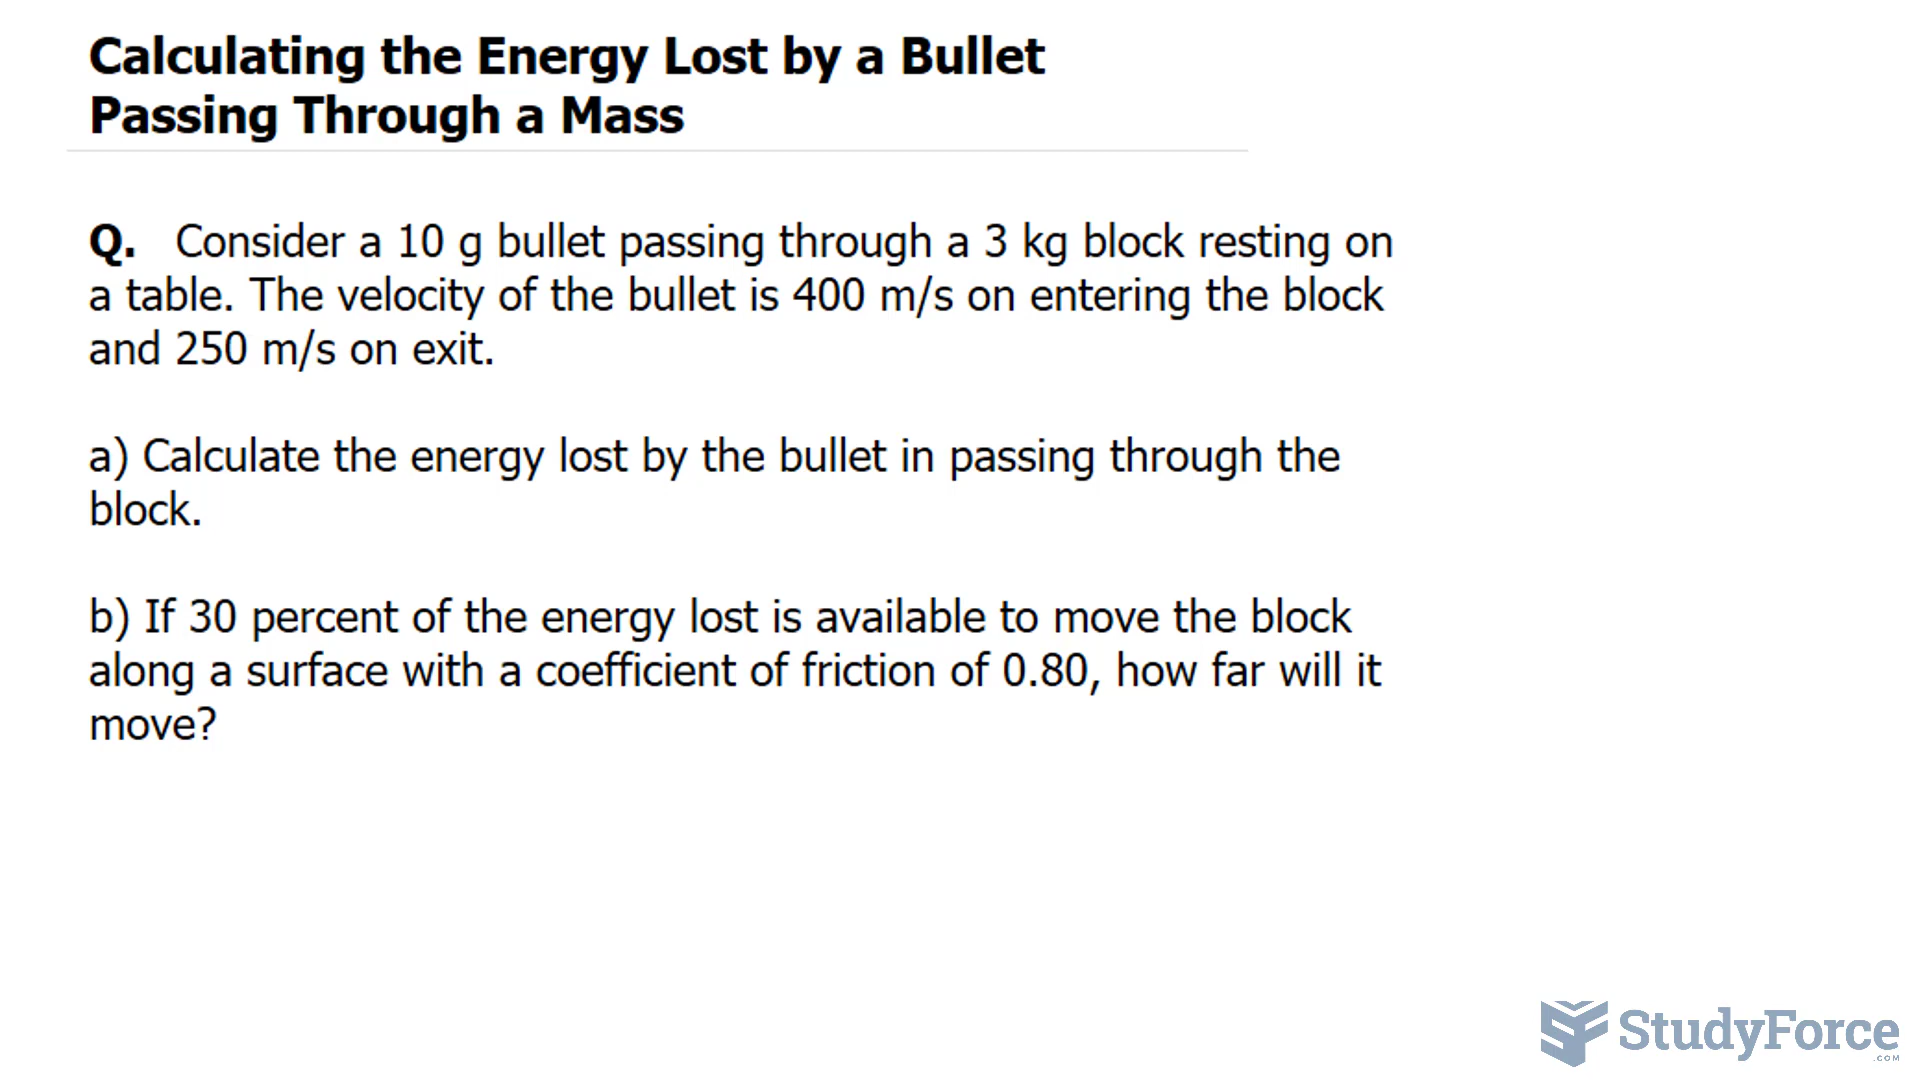 Calculating the Energy Lost by a Bullet
Passing Through a Mass
Q. Consider a 10 g bullet passing through a 3 kg block resting on
a table. The velocity of the bullet is 400 m/s on entering the block
and 250 m/s on exit.
a) Calculate the energy lost by the bullet in passing through the
block.
b) If 30 percent of the energy lost is available to move the block
along a surface with a coefficient of friction of 0.80, how far will it
move?
StudyForce
.COM